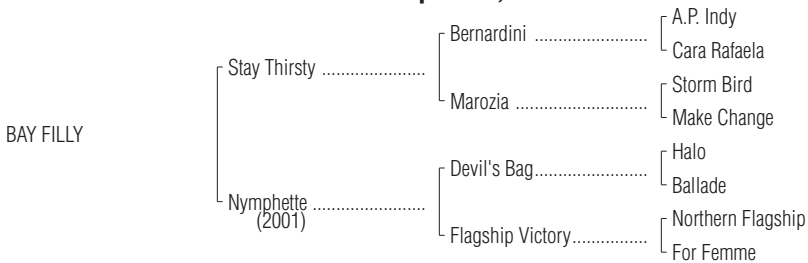 A.P. Indy
Bernardini ........................
Cara Rafaela
Stay Thirsty ......................
Storm Bird
Marozia ............................
Make Change
BAY FILLY
Halo
Devil's Bag........................
Ballade
Nymphette ........................
(2001)
Northern Flagship
Flagship Victory................
For Femme